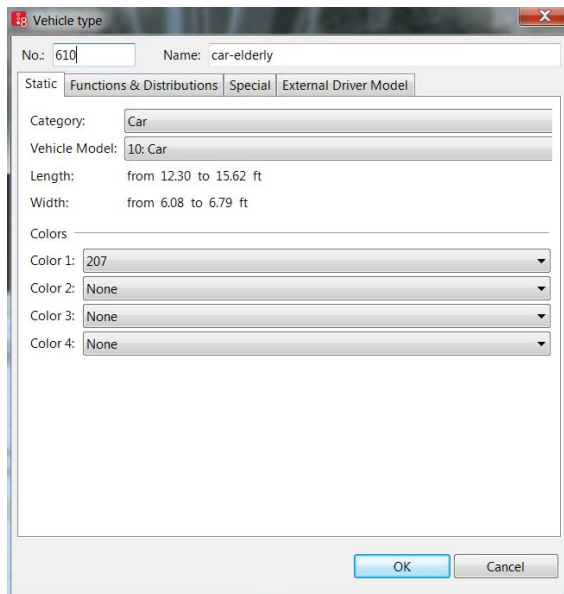 Vehicle type
No.: 610 Name: car-elderly
Static Functions & Distributions Special External Driver Model
Category: Car
Vehicle Model: 10: Car
Length: from 12.30 to 15.62 ft
Width: from 6.08 to 6.79 ft
Colors
Color 1: 207
Color 2: None
Color 3: None
Color 4: None
OK Cancel